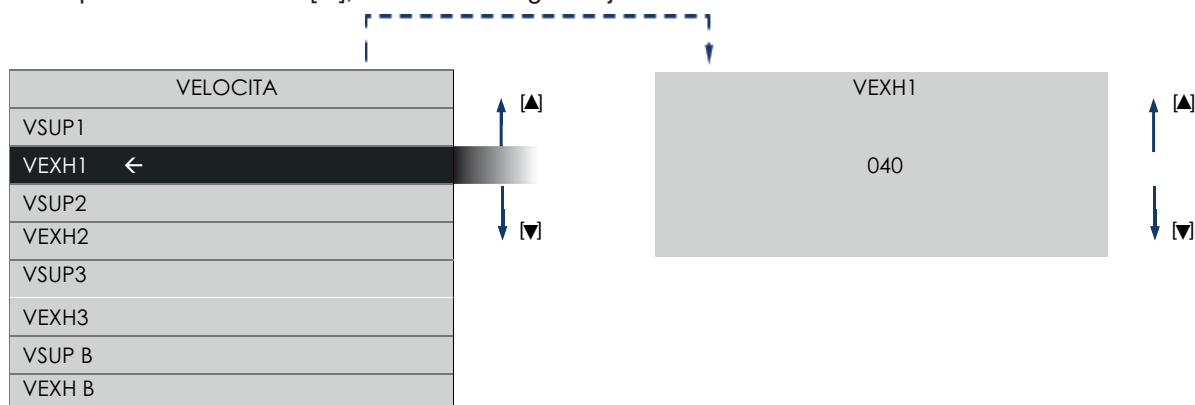 VELOCITA
[▲]
VSUP1
VEXH1 ←
VSUP2
VEXH2
[▼]
VSUP3
VEXH3
VSUP B
VEXH B
VEXH1
[▲]
040
[▼]